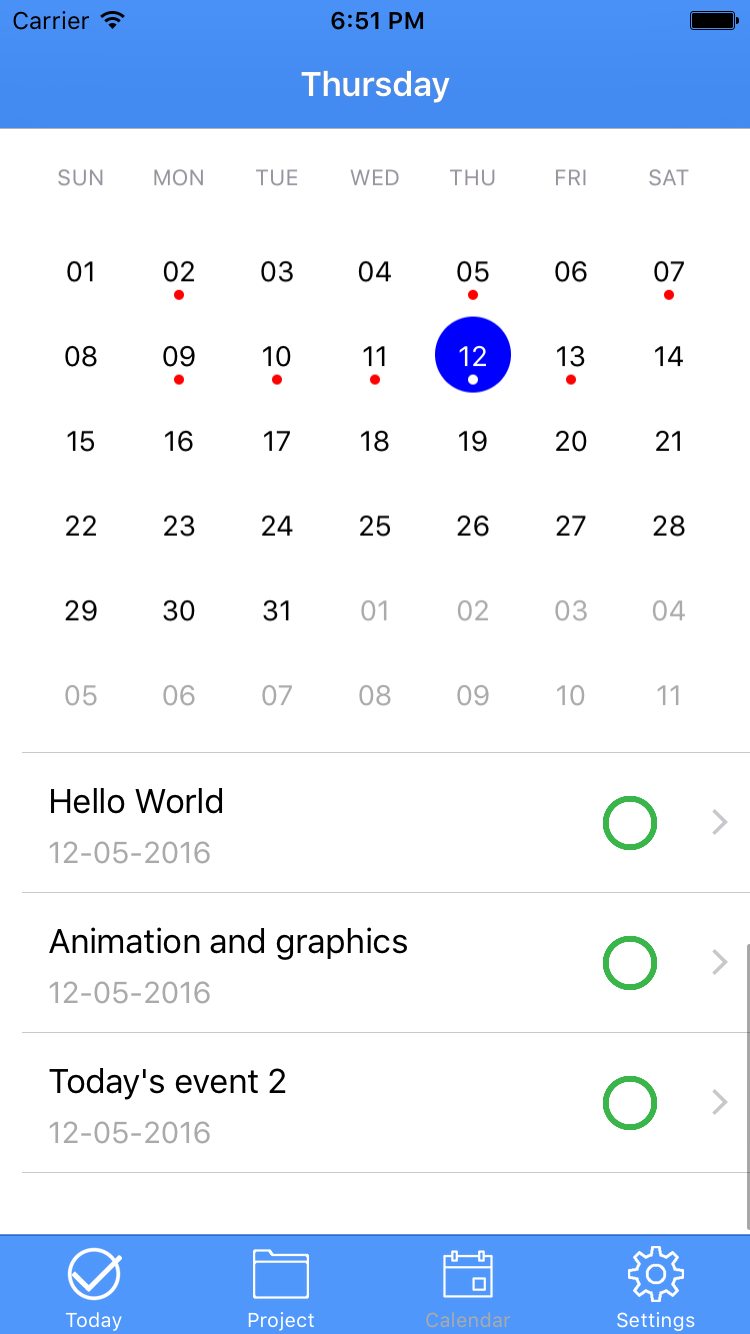 Carrier 6:51 PM
Thursday
SUN MON TUE WED THU FRI SAT
01 02 03 04 05 06 07
08 09 10 11 12 13 14
15 16 17 18 19 20 21
22 23 24 25 26 27 28
29 30 31 01 02 03 04
05 06 07 08 09 10 11
Hello World
12-05-2016
Animation and graphics
12-05-2016
Today's event 2
12-05-2016
Today Project Calendar Settings